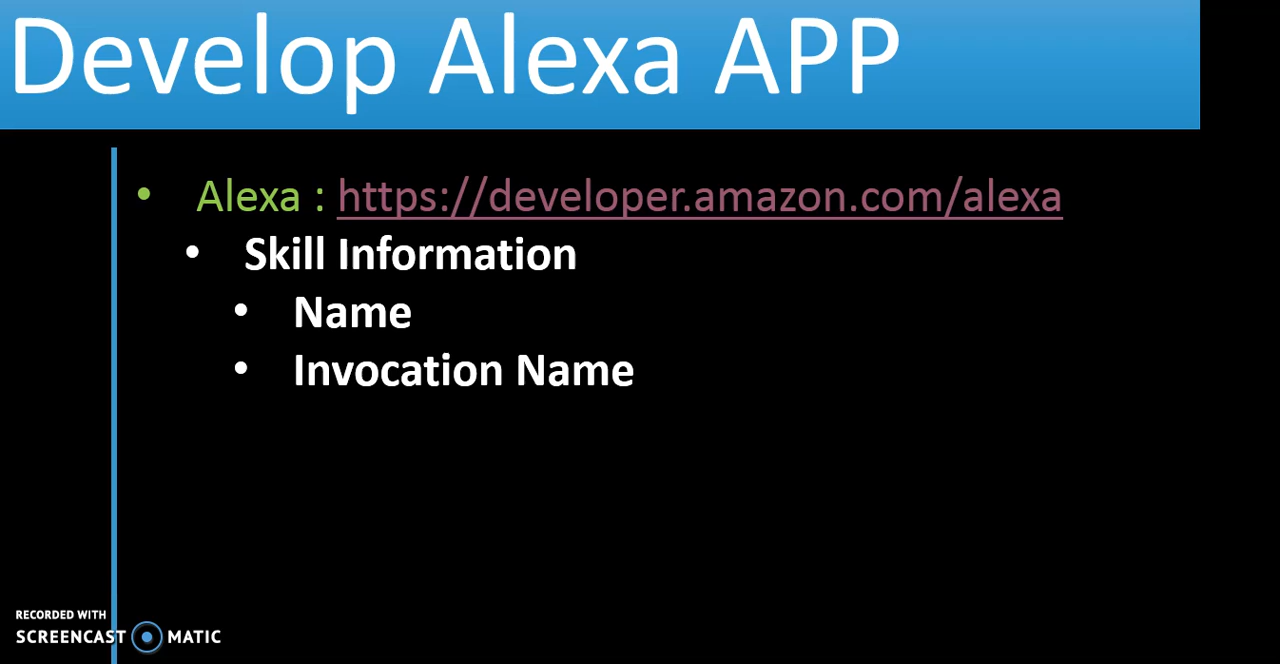 Develop Alexa APP
• Alexa : https://developer.amazon.com/alexa
• Skill Information
• Name
• Invocation Name
RECORDED WITH
SCREENCAST MATIC